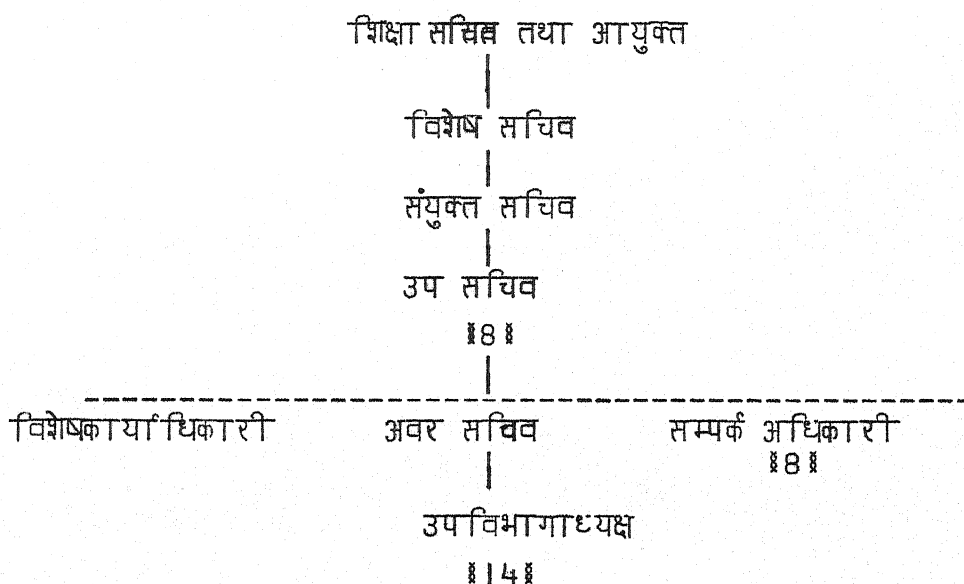 शिक्षा सचिव तथा आयुक्त
विशेष सचिव
संयुक्त सचिव
उप सचिव
(8)
विशेषकार्याधिकारी अवर सचिव सम्पर्क अधिकारी
(8)
उपविभागाध्यक्ष
(14)